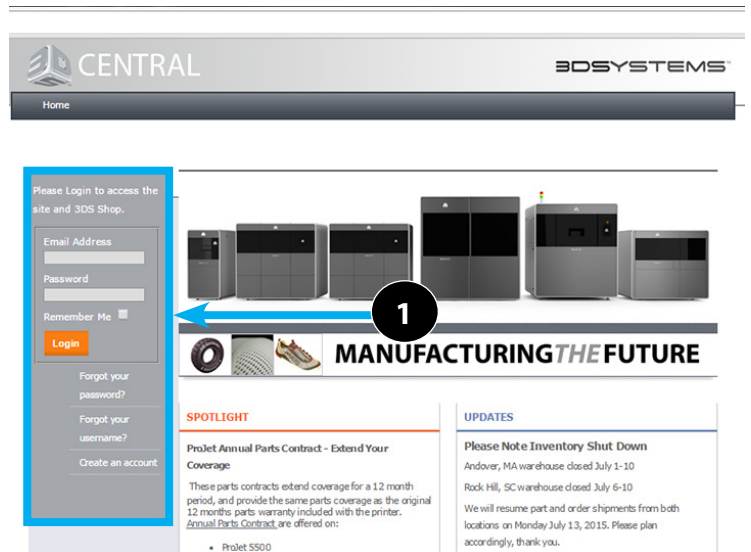 CENTRAL
3DSYSTEMS™
Home
Please Login to access the
site and 3DS Shop.
Email Address
Password
Remember Me
Login
Forgot your
password?
Forgot your
username?
Create an account
1
MANUFACTURINGTHEFUTURE
SPOTLIGHT
ProJet Annual Parts Contract - Extend Your
Coverage
These parts contracts extend coverage for a 12 month
period, and provide the same parts coverage as the original
12 months parts warranty included with the printer.
Annual Parts Contract are offered on:
• ProJet 5500
UPDATES
Please Note Inventory Shut Down
Andover, MA warehouse closed July 1-10
Rock Hill, SC warehouse closed July 6-10
We will resume part and order shipments from both
locations on Monday July 13, 2015. Please plan
accordingly, thank you.